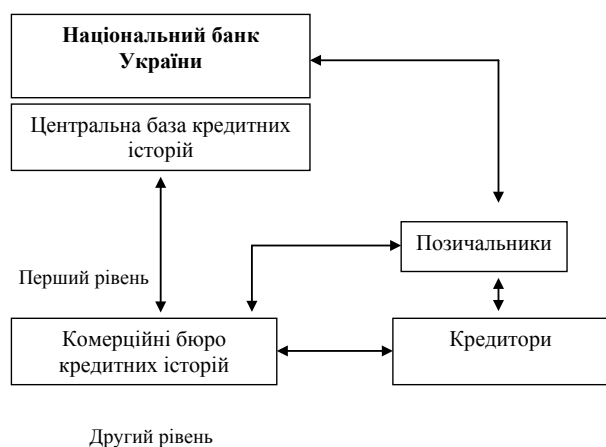 Національний банк
України
Центральна база кредитних
історій
Позичальники
Перший рівень
Комерційні бюро
кредитних історій
Кредитори
Другий рівень